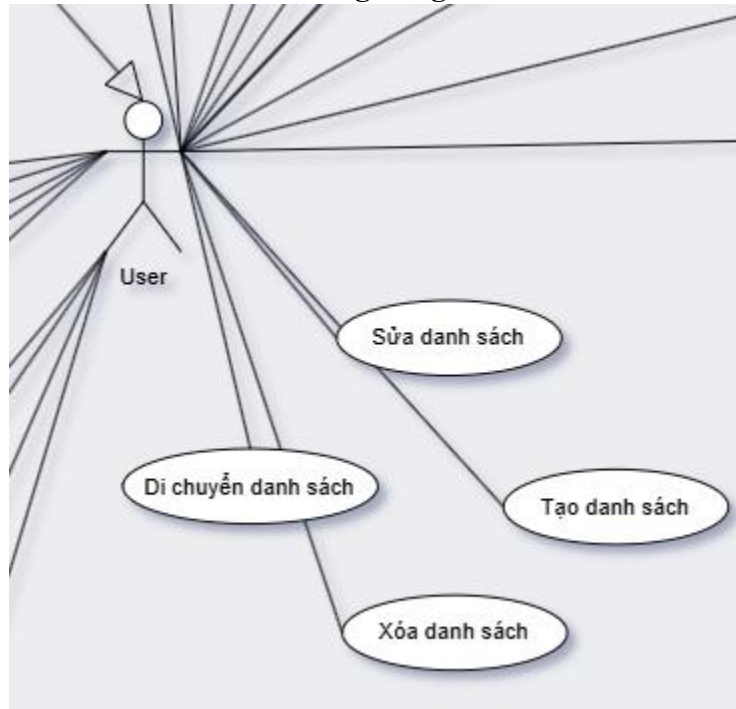 User
Sửa danh sách
Di chuyển danh sách
Tạo danh sách
Xóa danh sách